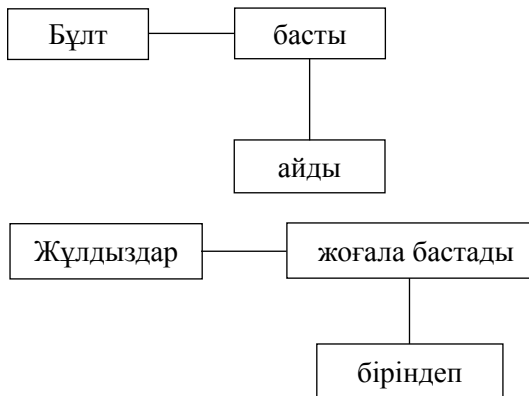 Бұлт басты
айды
Жұлдыздар жоғала бастады
біріндеп